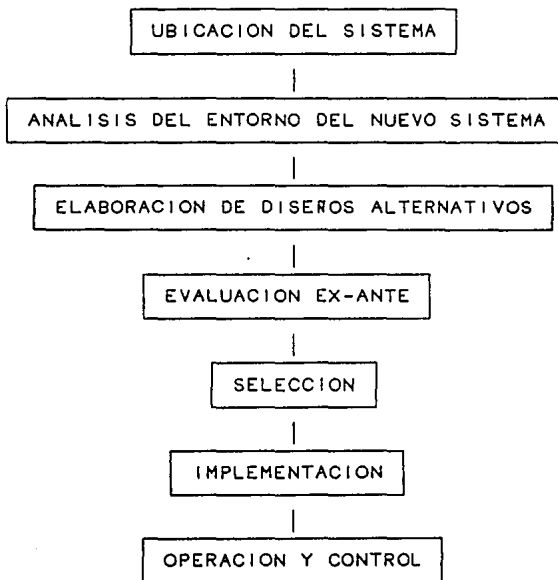 UBICACION DEL SISTEMA
ANALISIS DEL ENTORNO DEL NUEVO SISTEMA
ELABORACION DE DISEÑOS ALTERNATIVOS
EVALUACION EX-ANTE
SELECCION
IMPLEMENTACION
OPERACION Y CONTROL